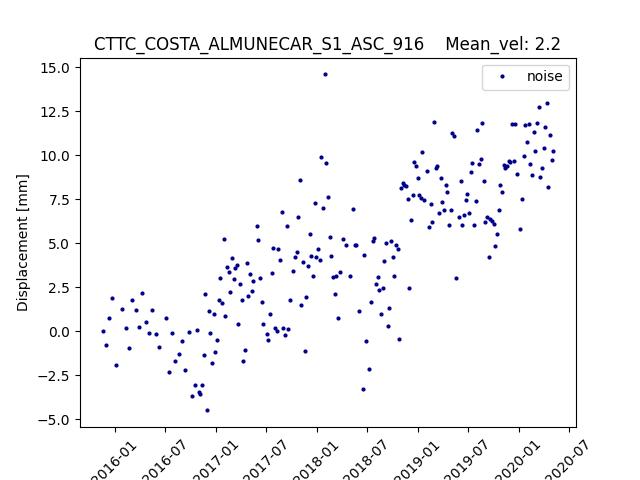 CTTC_COSTA_ALMUNECAR_S1_ASC_916    Mean_vel: 2.2
noise
Displacement [mm]
15.0
12.5
10.0
7.5
5.0
2.5
0.0
−2.5
−5.0
2016-01 2016-07 2017-01 2017-07 2018-01 2018-07 2019-01 2019-07 2020-01 2020-07